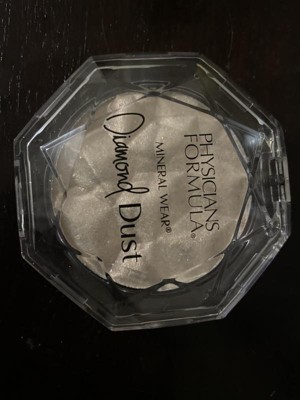 PHYSICIANS
FORMULA®
MINERAL WEAR®
Diamond Dust